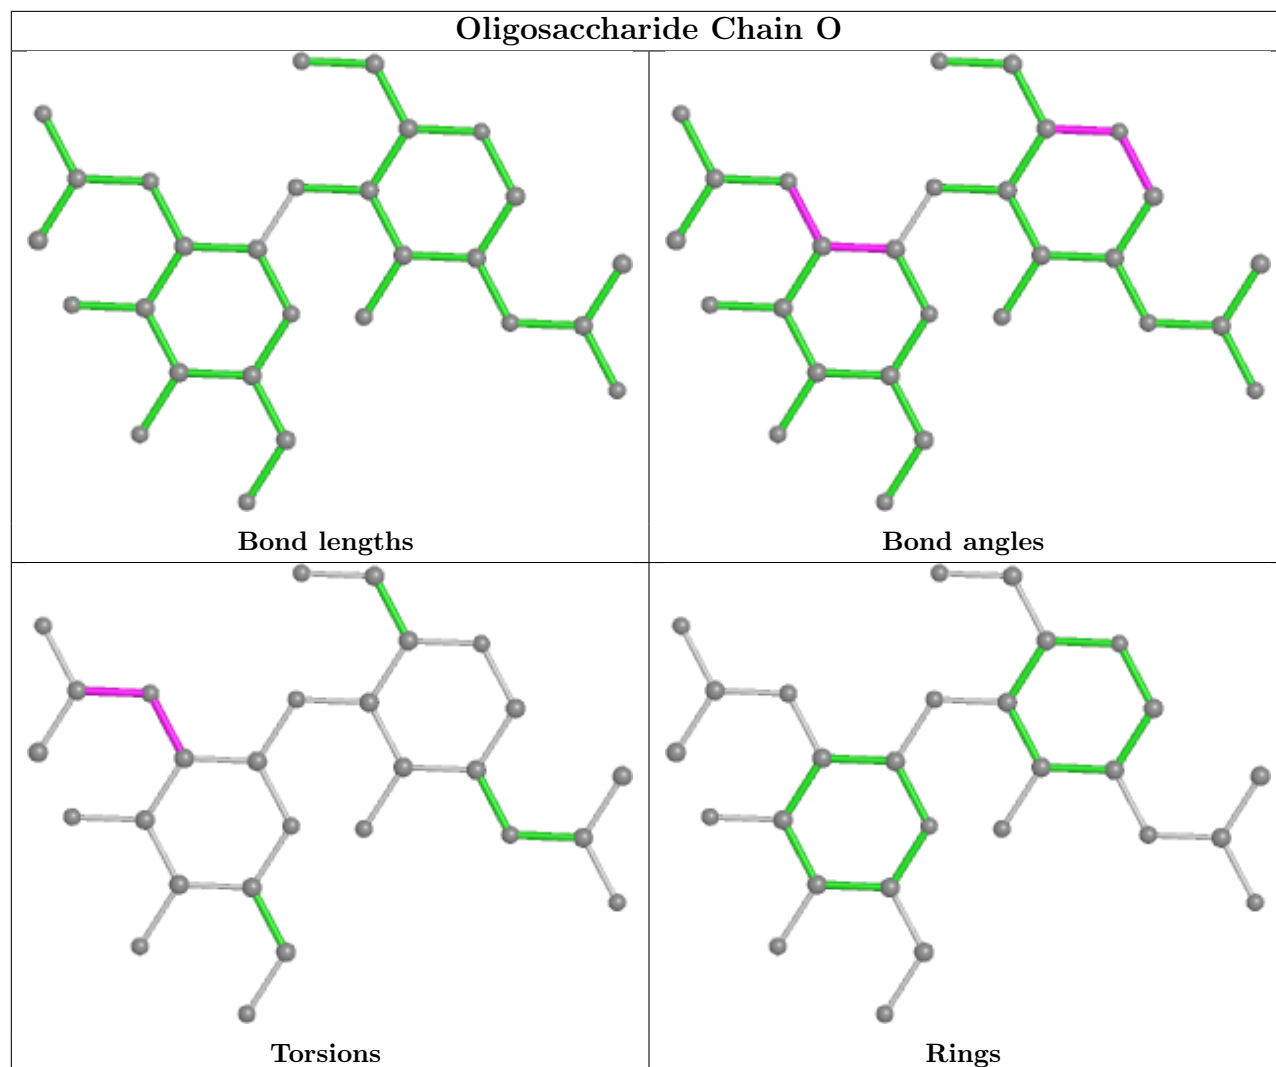 Oligosaccharide Chain O
Bond lengths
Bond angles
Torsions
Rings